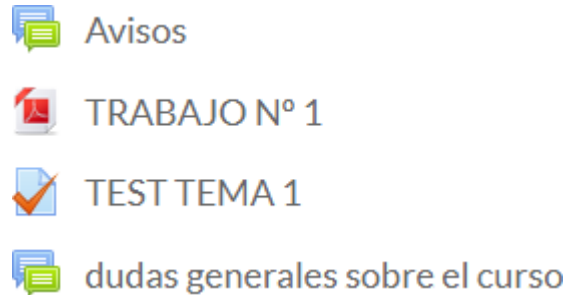 Avisos
TRABAJO Nº 1
TEST TEMA 1
dudas generales sobre el curso